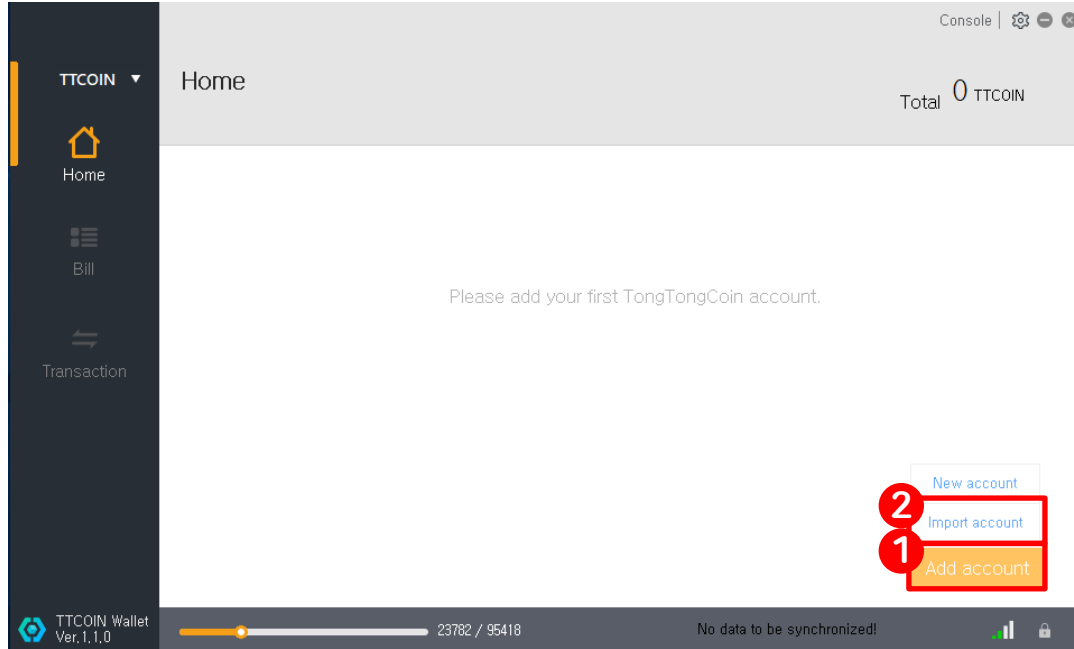 Console |
TTCOIN ▼
Home
Total 0 TTCOIN
Home
Bill
Transaction
Please add your first TongTongCoin account.
New account
2
Import account
1
Add account
TTCOIN Wallet
Ver,1,1,0
23782 / 95418
No data to be synchronized!